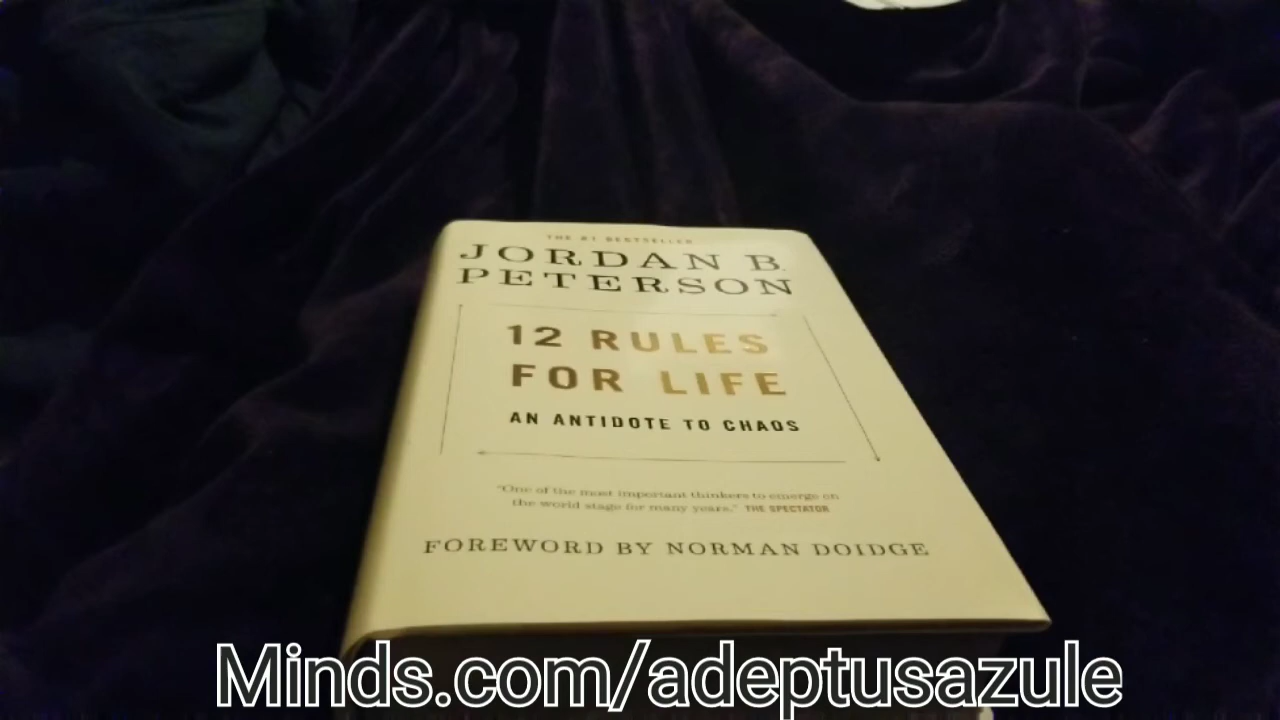 THE #1 BESTSELLER
JORDAN B.
PETERSON
12 RULES
FOR LIFE
AN ANTIDOTE TO CHAOS
"One of the most important thinkers to emerge on
the world stage for many years." THE SPECTATOR
FOREWORD BY NORMAN DOIDGE
Minds.com/adeptusazule